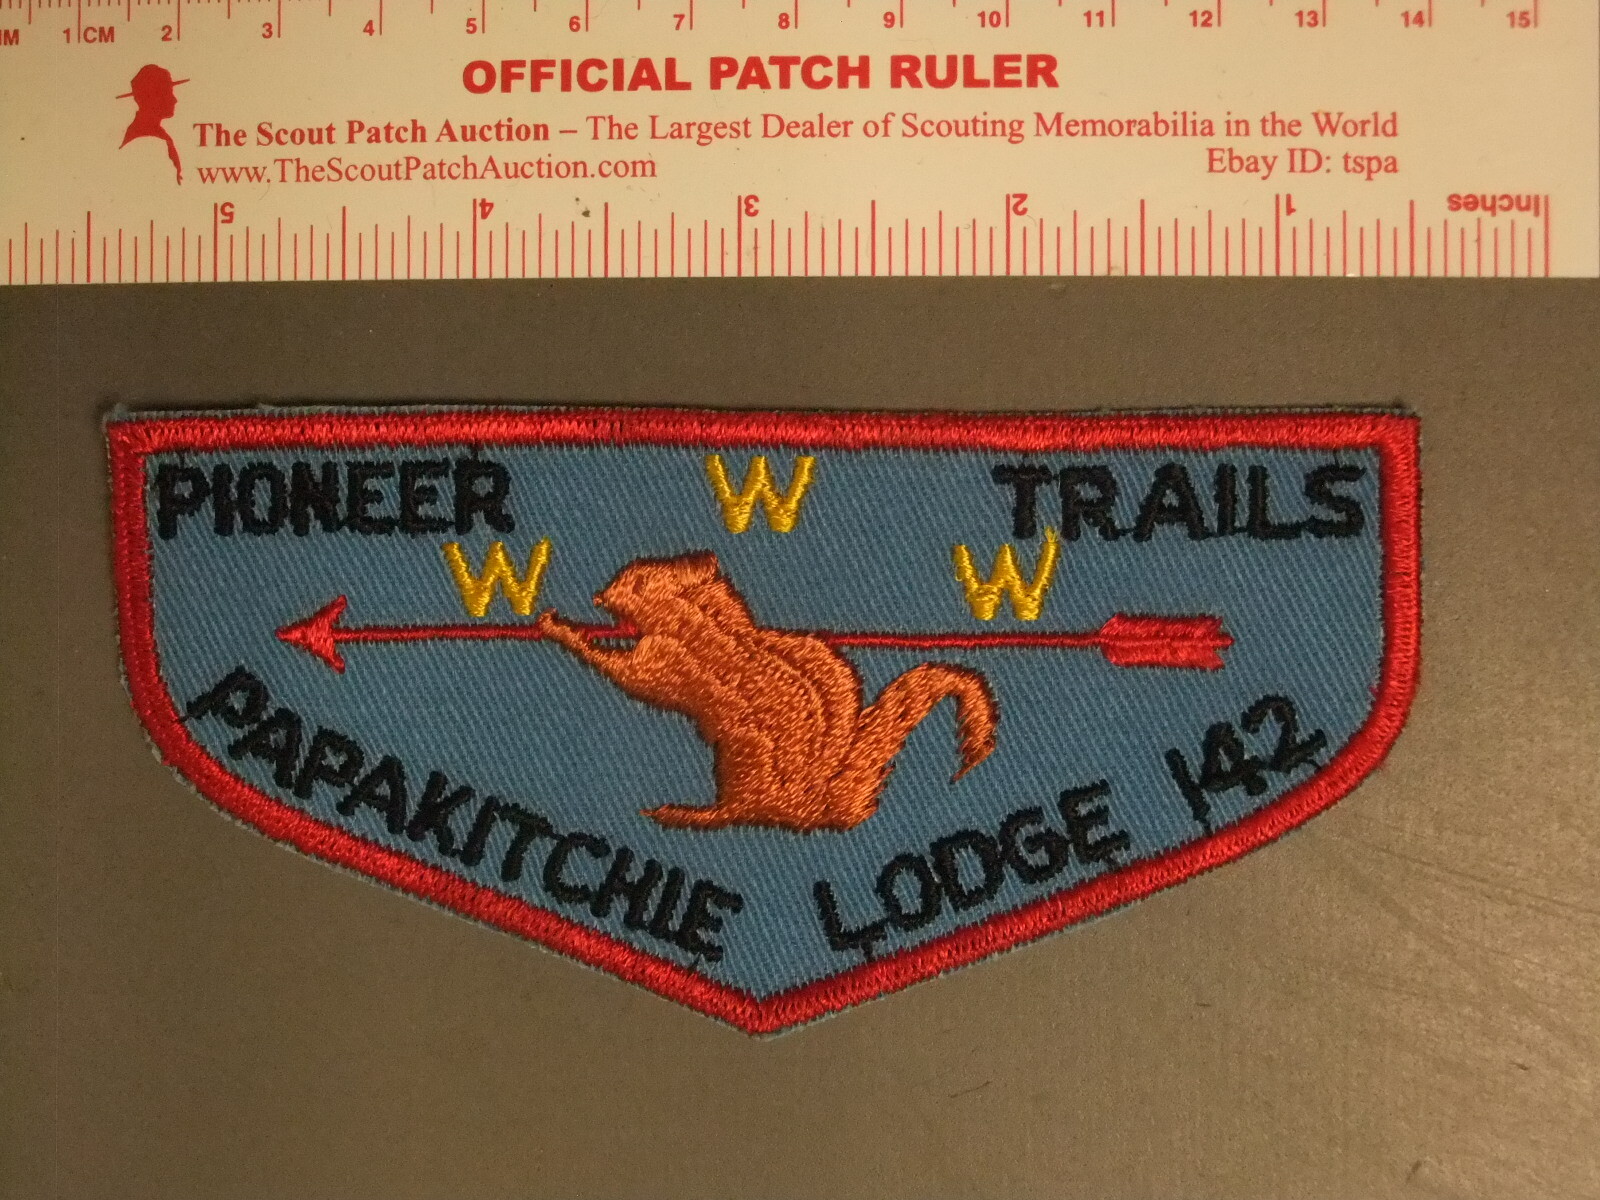 MM 1 CM 2 3 4 5 6 7 8 9 10 11 12 13 14 15
OFFICIAL PATCH RULER
The Scout Patch Auction – The Largest Dealer of Scouting Memorabilia in the World
www.TheScoutPatchAuction.com Ebay ID: tspa
5 4 3 2 1 Inches
PIONEER W TRAILS
W W
PAPAKITCHIE LODGE 142